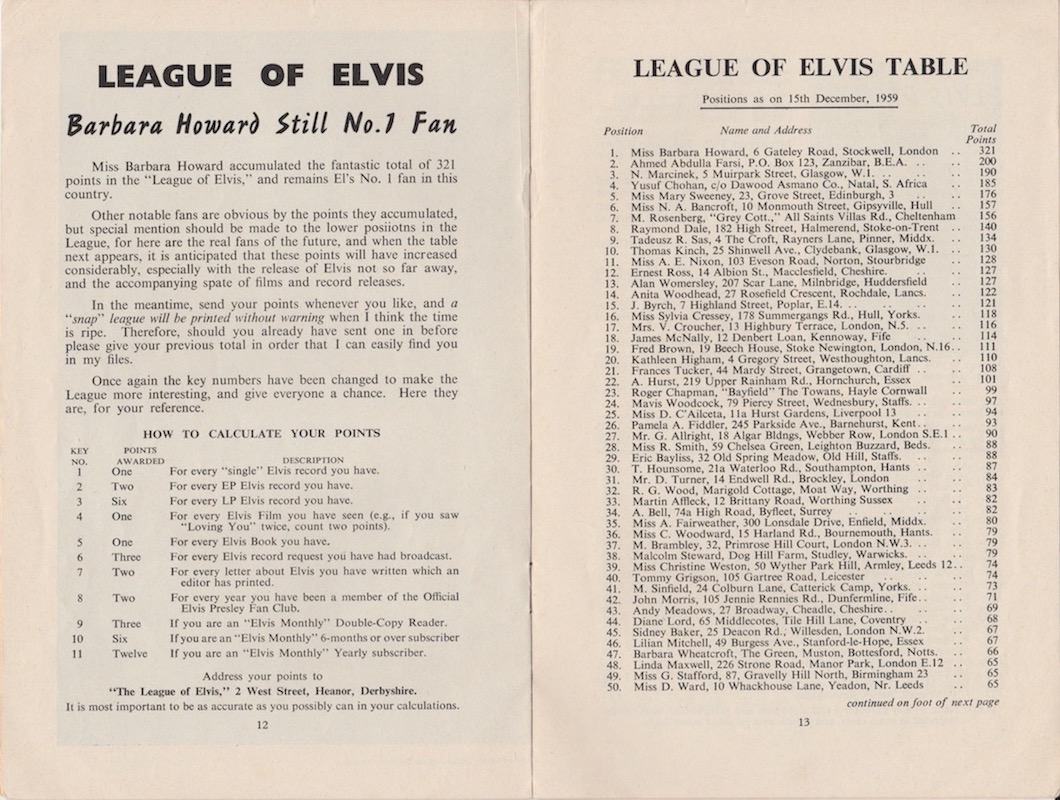 LEAGUE OF ELVIS
Barbara Howard Still No.1 Fan
Miss Barbara Howard accumulated the fantastic total of 321
points in the "League of Elvis," and remains El's No. 1 fan in this
country.
Other notable fans are obvious by the points they accumulated,
but special mention should be made to the lower posiiotns in the
League, for here are the real fans of the future, and when the table
next appears, it is anticipated that these points will have increased
considerably, especially with the release of Elvis not so far away,
and the accompanying spate of films and record releases.
In the meantime, send your points whenever you like, and a
"snap" league will be printed without warning when I think the time
is ripe. Therefore, should you already have sent one in before
please give your previous total in order that I can easily find you
in my files.
Once again the key numbers have been changed to make the
League more interesting, and give everyone a chance. Here they
are, for your reference.
HOW TO CALCULATE YOUR POINTS
KEY NO. POINTS AWARDED DESCRIPTION
1 One For every "single" Elvis record you have.
2 Two For every EP Elvis record you have.
3 Six For every LP Elvis record you have.
4 One For every Elvis Film you have seen (e.g., if you saw
"Loving You" twice, count two points).
5 One For every Elvis Book you have.
6 Three For every Elvis record request you have had broadcast.
7 Two For every letter about Elvis you have written which an
editor has printed.
8 Two For every year you have been a member of the Official
Elvis Presley Fan Club.
9 Three If you are an "Elvis Monthly" Double-Copy Reader.
10 Six If you are an "Elvis Monthly" 6-months or over subscriber
11 Twelve If you are an "Elvis Monthly" Yearly subscriber.
Address your points to
"The League of Elvis," 2 West Street, Heanor, Derbyshire.
It is most important to be as accurate as you possibly can in your calculations.
12
LEAGUE OF ELVIS TABLE
Positions as on 15th December, 1959
Position Name and Address Total Points
1. Miss Barbara Howard, 6 Gateley Road, Stockwell, London .. 321
2. Ahmed Abdulla Farsi, P.O. Box 123, Zanzibar, B.E.A. .. .. 200
3. N. Marcinek, 5 Muirpark Street, Glasgow, W.1. .. .. 190
4. Yusuf Chohan, c/o Dawood Asmano Co., Natal, S. Africa .. 185
5. Miss Mary Sweeney, 23, Grove Street, Edinburgh, 3 .. .. 176
6. Miss N. A. Bancroft, 10 Monmouth Street, Gipsyville, Hull .. 157
7. M. Rosenberg, "Grey Cott.," All Saints Villas Rd., Cheltenham 156
8. Raymond Dale, 182 High Street, Halmerend, Stoke-on-Trent .. 140
9. Tadeusz R. Sas, 4 The Croft, Rayners Lane, Pinner, Middx. .. 134
10. Thomas Kinch, 25 Shinwell Ave., Clydebank, Glasgow, W.1. .. 130
11. Miss A. E. Nixon, 103 Eveson Road, Norton, Stourbridge .. 128
12. Ernest Ross, 14 Albion St., Macclesfield, Cheshire. .. .. 127
13. Alan Womersley, 207 Scar Lane, Milnbridge, Huddersfield .. 127
14. Anita Woodhead, 27 Rosefield Crescent, Rochdale, Lancs. .. 122
15. J. Byrch, 7 Highland Street, Poplar, E.14. .. .. .. 121
16. Miss Sylvia Cressey, 178 Summergangs Rd., Hull, Yorks. .. 118
17. Mrs. V. Croucher, 13 Highbury Terrace, London, N.5. .. .. 116
18. James McNally, 12 Denbert Loan, Kennoway, Fife .. .. 114
19. Fred Brown, 19 Beech House, Stoke Newington, London, N.16.. 111
20. Kathleen Higham, 4 Gregory Street, Westhoughton, Lancs. .. 110
21. Frances Tucker, 44 Mardy Street, Grangetown, Cardiff .. .. 108
22. A. Hurst, 219 Upper Rainham Rd., Hornchurch, Essex .. 101
23. Roger Chapman, "Bayfield" The Towans, Hayle Cornwall .. 99
24. Mavis Woodcock, 79 Piercy Street, Wednesbury, Staffs. .. .. 97
25. Miss D. C'Ailceta, 11a Hurst Gardens, Liverpool 13 .. .. 94
26. Pamela A. Fiddler, 245 Parkside Ave., Barnehurst, Kent.. .. 93
27. Mr. G. Allright, 18 Algar Bldngs, Webber Row, London S.E.1 .. 90
28. Miss R. Smith, 59 Chelsea Green, Leighton Buzzard, Beds. .. 88
29. Eric Bayliss, 32 Old Spring Meadow, Old Hill, Staffs. .. .. 88
30. T. Hounsome, 21a Waterloo Rd., Southampton, Hants .. .. 87
31. Mr. D. Turner, 14 Endwell Rd., Brockley, London .. .. 84
32. R. G. Wood, Marigold Cottage, Moat Way, Worthing .. .. 83
33. Martin Affleck, 12 Brittany Road, Worthing Sussex .. .. 82
34. A. Bell, 74a High Road, Byfleet, Surrey .. .. .. .. 82
35. Miss A. Fairweather, 300 Lonsdale Drive, Enfield, Middx. .. 80
36. Miss C. Woodward, 15 Harland Rd., Bournemouth, Hants. .. 79
37. M. Brambley, 32, Primrose Hill Court, London N.W.3. .. .. 79
38. Malcolm Steward, Dog Hill Farm, Studley, Warwicks. .. .. 79
39. Miss Christine Weston, 50 Wyther Park Hill, Armley, Leeds 12.. 74
40. Tommy Grigson, 105 Gartree Road, Leicester .. .. .. 74
41. M. Sinfield, 24 Colburn Lane, Catterick Camp, Yorks. .. .. 73
42. John Morris, 105 Jennie Rennies Rd., Dunfermline, Fife.. .. 71
43. Andy Meadows, 27 Broadway, Cheadle, Cheshire.. .. .. 69
44. Diane Lord, 65 Middlecotes, Tile Hill Lane, Coventry .. .. 68
45. Sidney Baker, 25 Deacon Rd., Willesden, London N.W.2. .. 67
46. Lilian Mitchell, 49 Burgess Ave., Stanford-le-Hope, Essex .. 67
47. Barbara Wheatcroft, The Green, Muston, Bottesford, Notts. .. 66
48. Linda Maxwell, 226 Strone Road, Manor Park, London E.12 .. 65
49. Miss G. Stafford, 87, Gravelly Hill North, Birmingham 23 .. 65
50. Miss D. Ward, 10 Whackhouse Lane, Yeadon, Nr. Leeds .. 65
continued on foot of next page
13